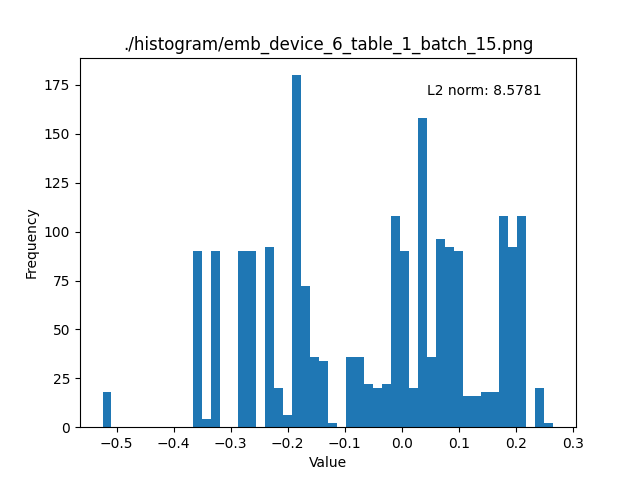 ./histogram/emb_device_6_table_1_batch_15.png
L2 norm: 8.5781
Frequency
175
150
125
100
75
50
25
0
−0.5 −0.4 −0.3 −0.2 −0.1 0.0 0.1 0.2 0.3
Value